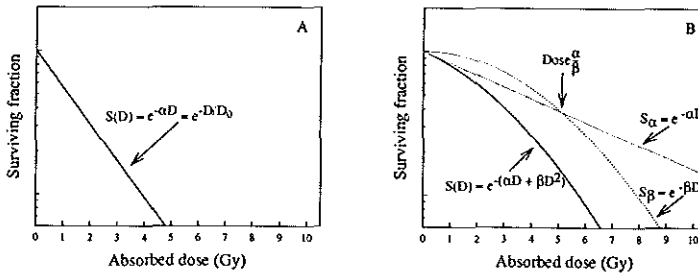 A
Surviving fraction
S(D) = e^-αD = e^-D/D₀
0 1 2 3 4 5 6 7 8 9 10
Absorbed dose (Gy)
B
Surviving fraction
Dose α/β
Sα = e^-αD
S(D) = e^-(αD + βD²)
Sβ = e^-βD
0 1 2 3 4 5 6 7 8 9 10
Absorbed dose (Gy)